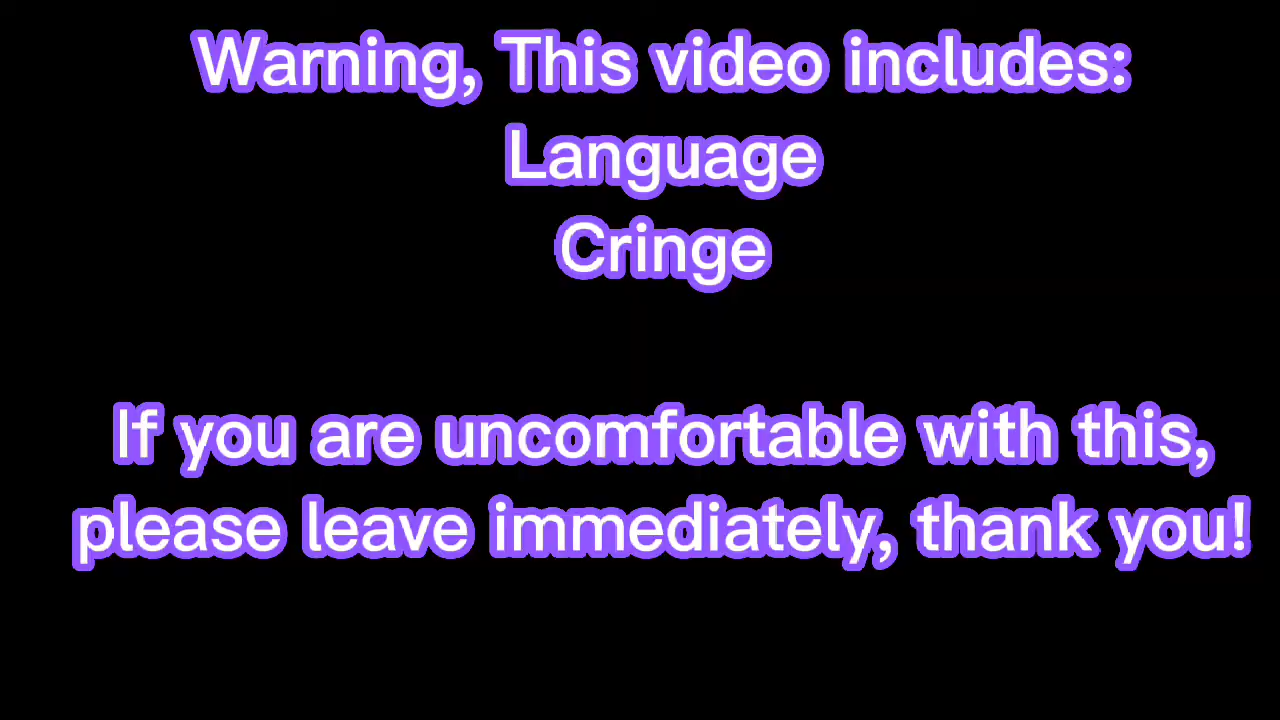 Warning, This video includes:
Language
Cringe
If you are uncomfortable with this,
please leave immediately, thank you!